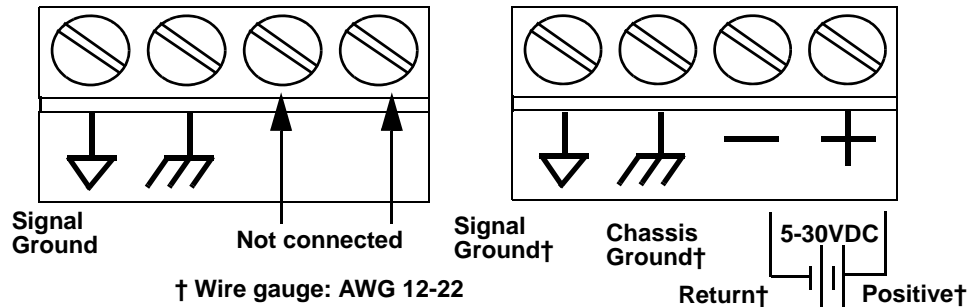 Signal
Ground
Not connected
† Wire gauge: AWG 12-22
Signal
Ground†
Chassis
Ground†
5-30VDC
Return†
Positive†